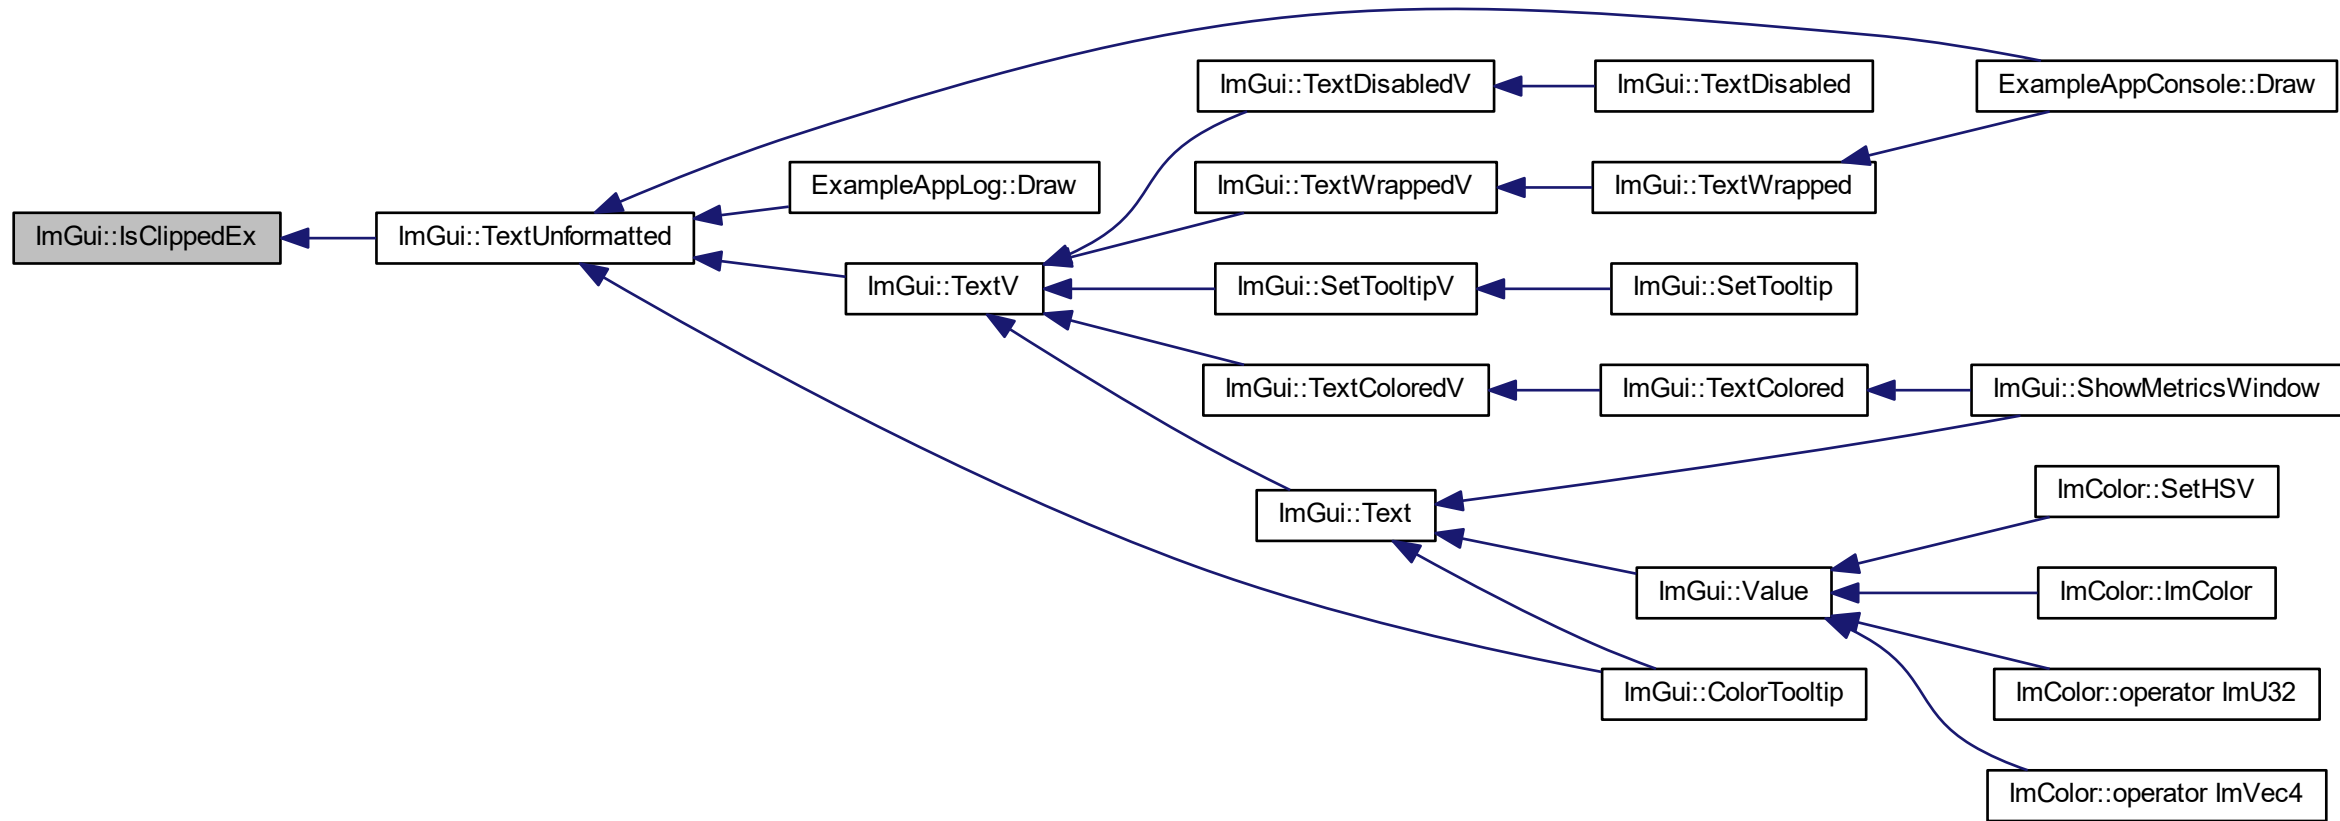 ImGui::TextDisabledV
ImGui::TextDisabled
ExampleAppConsole::Draw
ExampleAppLog::Draw
ImGui::TextWrappedV
ImGui::TextWrapped
ImGui::IsClippedEx
ImGui::TextUnformatted
ImGui::TextV
ImGui::SetTooltipV
ImGui::SetTooltip
ImGui::TextColoredV
ImGui::TextColored
ImGui::ShowMetricsWindow
ImGui::Text
ImColor::SetHSV
ImGui::Value
ImColor::ImColor
ImGui::ColorTooltip
ImColor::operator ImU32
ImColor::operator ImVec4